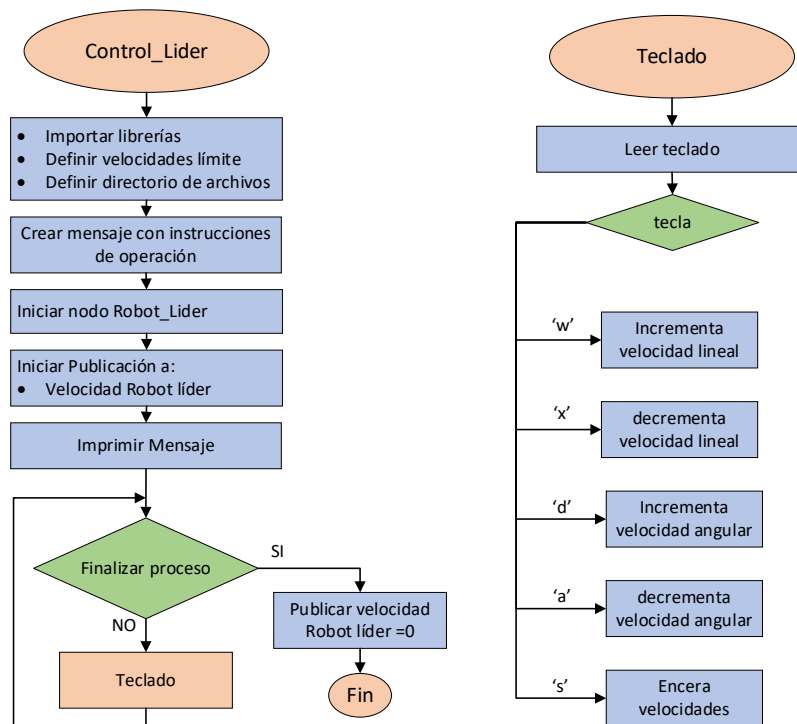 Control_Lider
• Importar librerías
• Definir velocidades límite
• Definir directorio de archivos
Crear mensaje con instrucciones
de operación
Iniciar nodo Robot_Lider
Iniciar Publicación a:
• Velocidad Robot líder
Imprimir Mensaje
Finalizar proceso
SI
NO
Publicar velocidad
Robot líder =0
Teclado
Fin
Teclado
Leer teclado
tecla
‘w’
Incrementa
velocidad lineal
‘x’
decrementa
velocidad lineal
‘d’
Incrementa
velocidad angular
‘a’
decrementa
velocidad angular
‘s’
Encera
velocidades